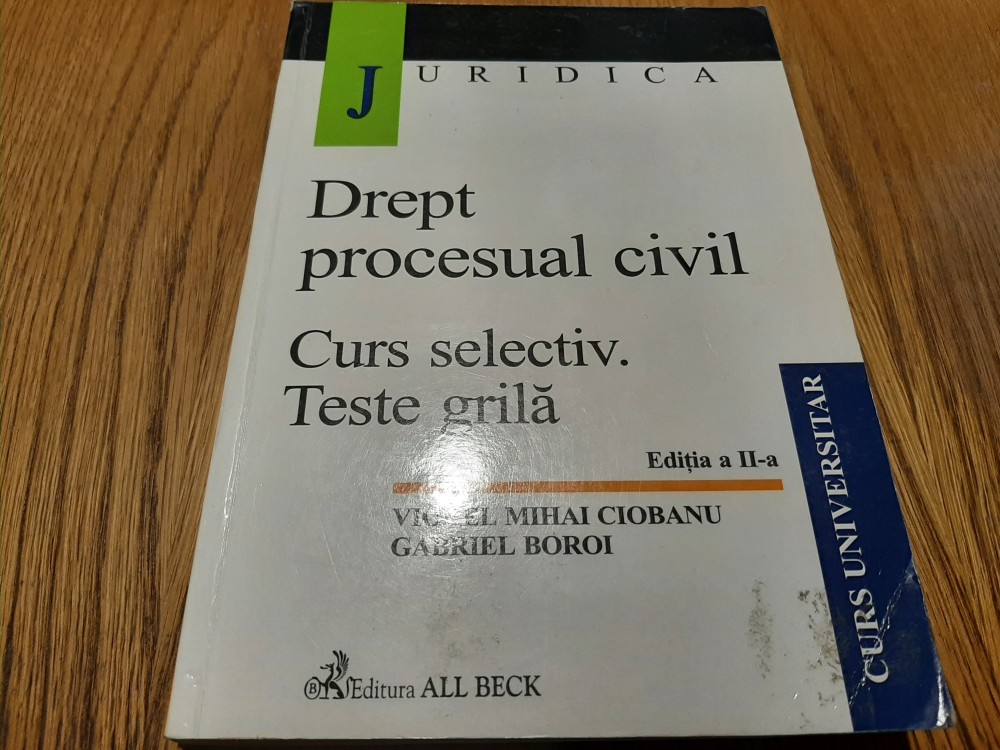 JURIDICA
Drept
procesual civil
Curs selectiv.
Teste grilă
Ediția a II-a
VIOREL MIHAI CIOBANU
GABRIEL BOROI
CURS UNIVERSITAR
B
Editura ALL BECK